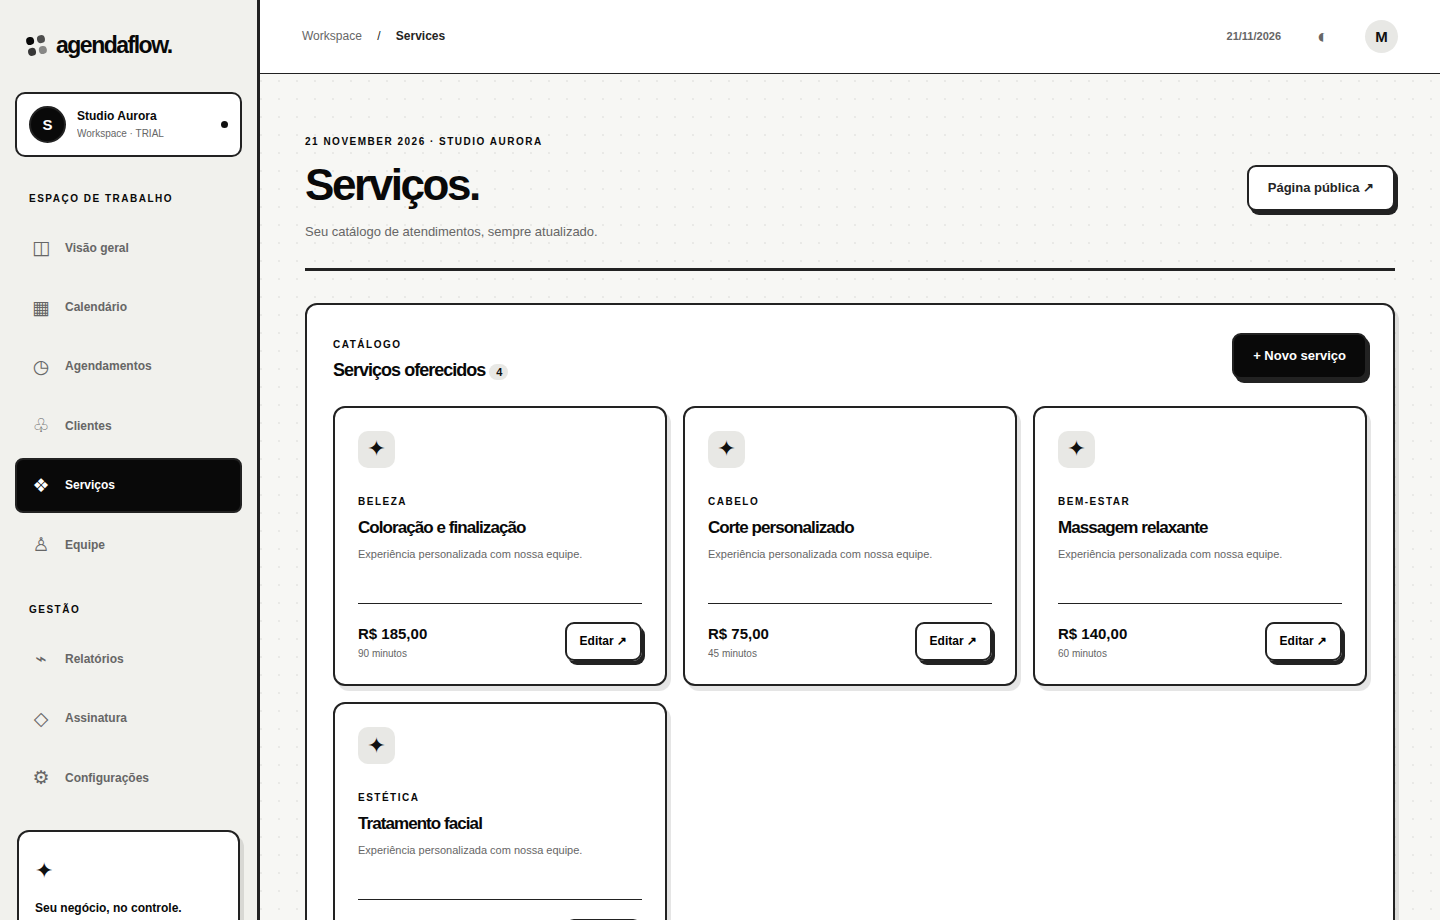 agendaflow.
S
Studio Aurora
Workspace · TRIAL
ESPAÇO DE TRABALHO
Visão geral
Calendário
Agendamentos
Clientes
Serviços
Equipe
GESTÃO
Relatórios
Assinatura
Configurações
Seu negócio, no controle.
Workspace / Services
21/11/2026
M
21 NOVEMBER 2026 · STUDIO AURORA
Serviços.
Seu catálogo de atendimentos, sempre atualizado.
Página pública ↗
CATÁLOGO
Serviços oferecidos 4
+ Novo serviço
BELEZA
Coloração e finalização
Experiência personalizada com nossa equipe.
R$ 185,00
90 minutos
Editar ↗
CABELO
Corte personalizado
Experiência personalizada com nossa equipe.
R$ 75,00
45 minutos
Editar ↗
BEM-ESTAR
Massagem relaxante
Experiência personalizada com nossa equipe.
R$ 140,00
60 minutos
Editar ↗
ESTÉTICA
Tratamento facial
Experiência personalizada com nossa equipe.